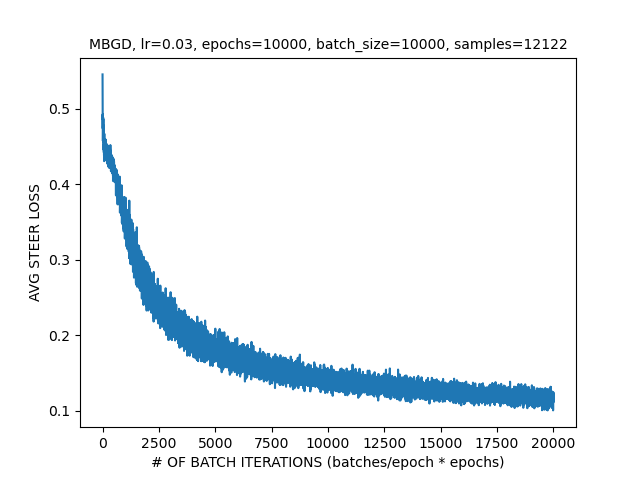 MBGD, lr=0.03, epochs=10000, batch_size=10000, samples=12122
0.5
0.4
0.3
0.2
0.1
AVG STEER LOSS
0 2500 5000 7500 10000 12500 15000 17500 20000
# OF BATCH ITERATIONS (batches/epoch * epochs)